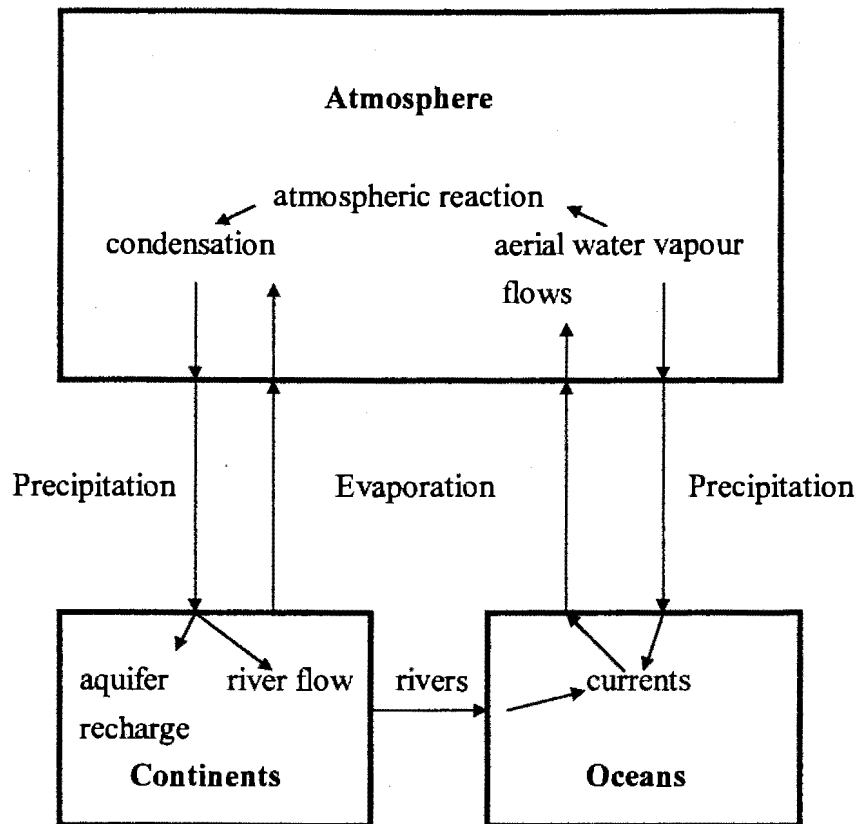 Atmosphere
atmospheric reaction
condensation
aerial water vapour
flows
Precipitation
Evaporation
Precipitation
aquifer
recharge
river flow
rivers
currents
Continents
Oceans